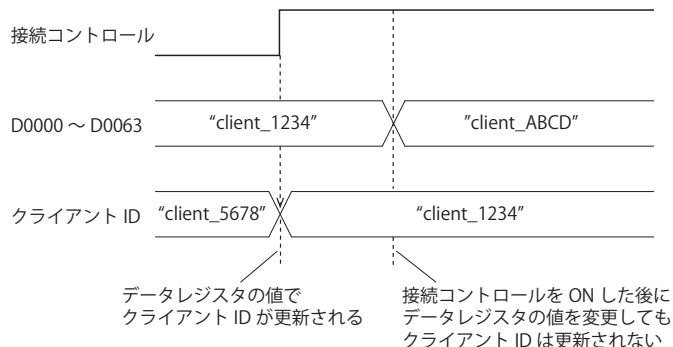 接続コントロール
D0000 ～ D0063
“client_1234”
”client_ABCD”
クライアント ID
“client_5678”
“client_1234”
データレジスタの値で
クライアント ID が更新される
接続コントロールを ON した後に
データレジスタの値を変更しても
クライアント ID は更新されない